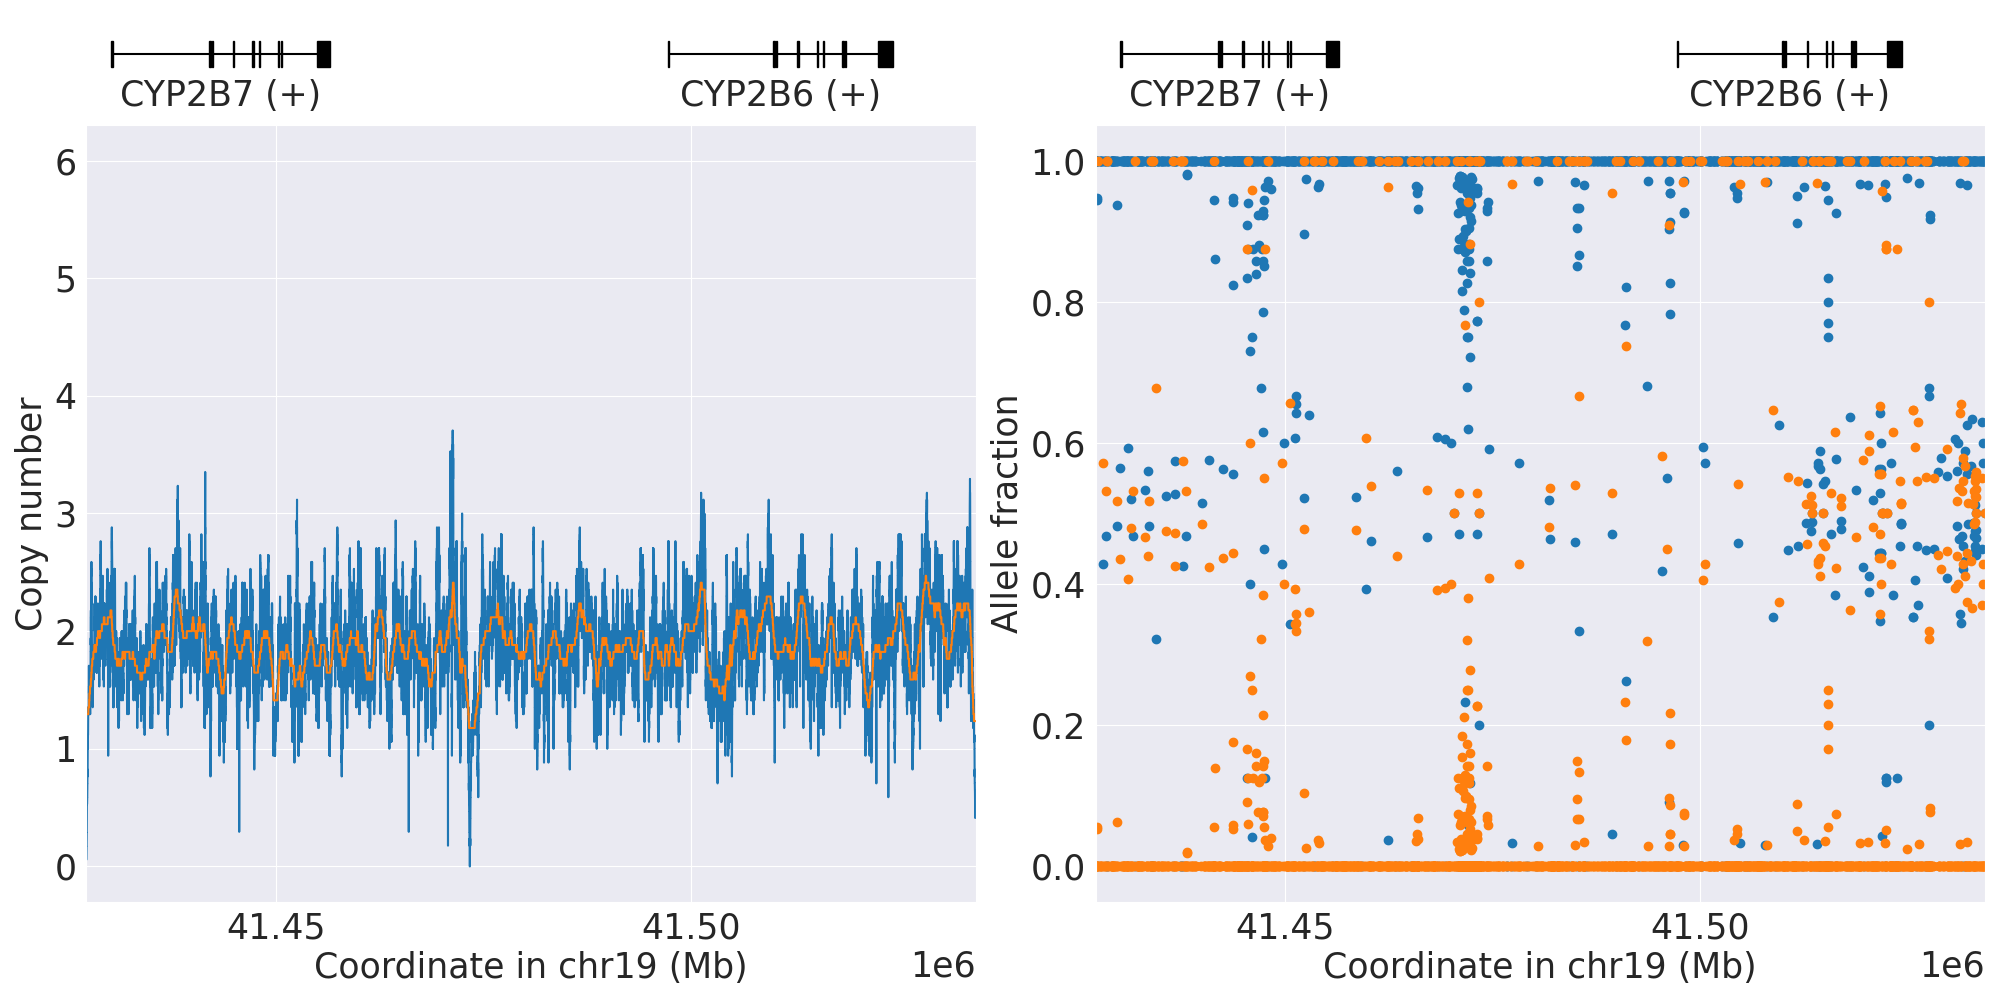 CYP2B7 (+)
CYP2B6 (+)
CYP2B7 (+)
CYP2B6 (+)
Copy number
6
5
4
3
2
1
0
41.45
41.50
Coordinate in chr19 (Mb)
1e6
Allele fraction
1.0
0.8
0.6
0.4
0.2
0.0
41.45
41.50
Coordinate in chr19 (Mb)
1e6